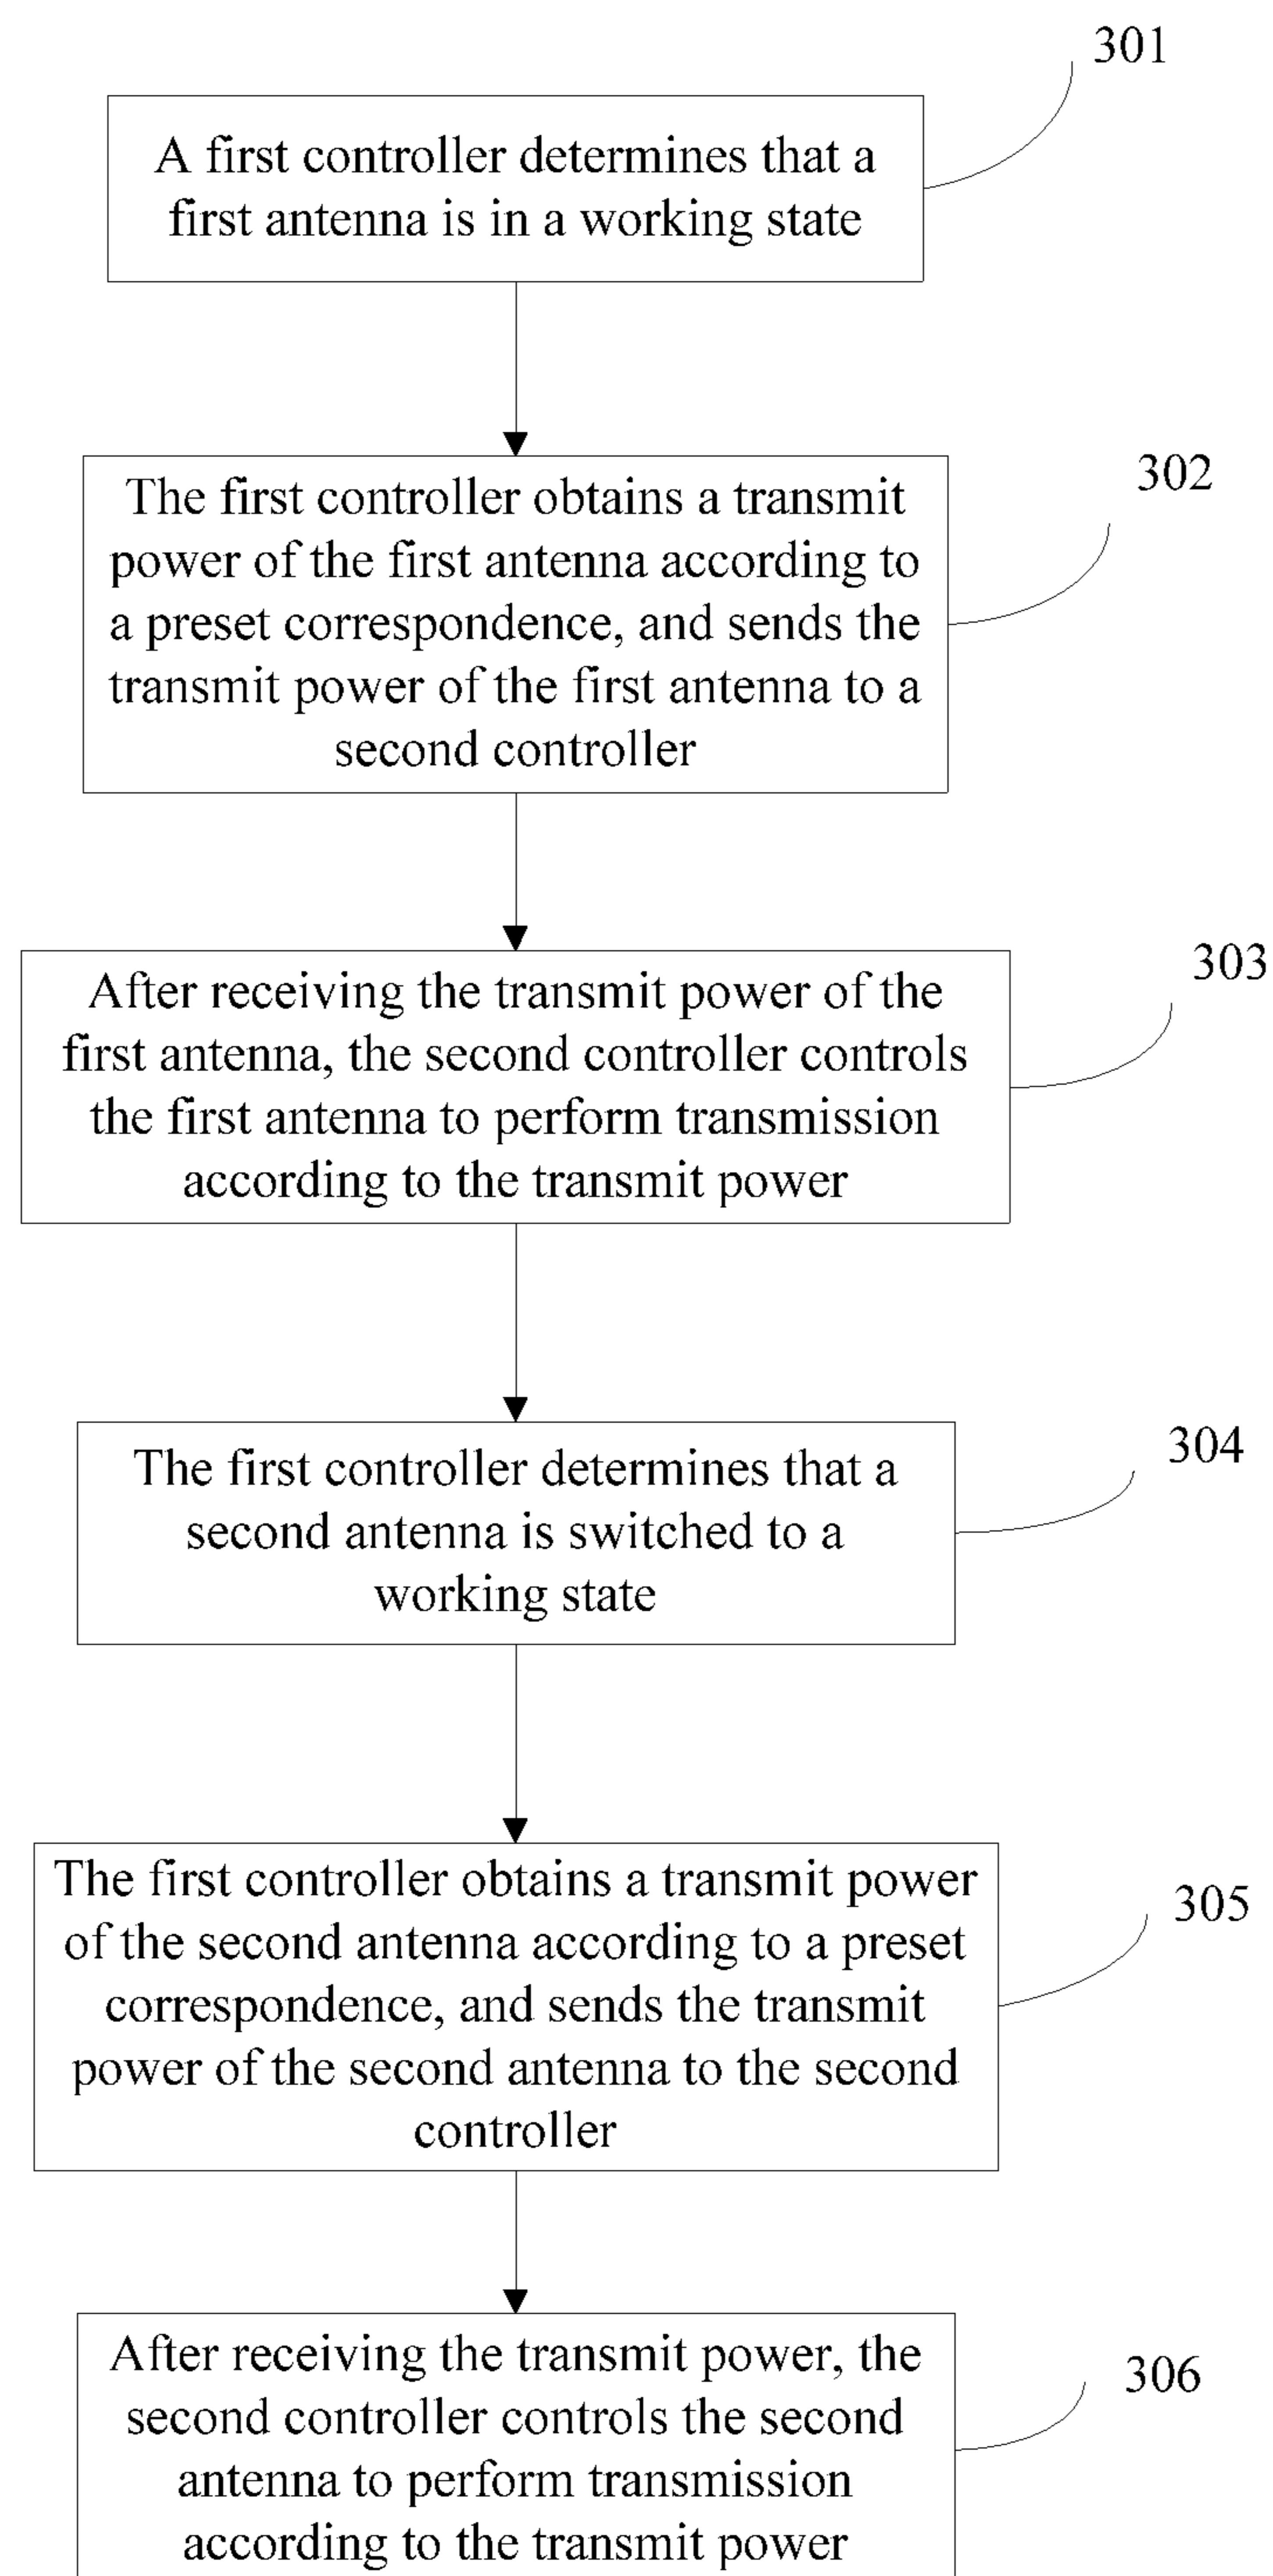 301
A first controller determines that a
first antenna is in a working state
302
The first controller obtains a transmit
power of the first antenna according to
a preset correspondence, and sends the
transmit power of the first antenna to a
second controller
303
After receiving the transmit power of the
first antenna, the second controller controls
the first antenna to perform transmission
according to the transmit power
304
The first controller determines that a
second antenna is switched to a
working state
305
The first controller obtains a transmit power
of the second antenna according to a preset
correspondence, and sends the transmit
power of the second antenna to the second
controller
306
After receiving the transmit power, the
second controller controls the second
antenna to perform transmission
according to the transmit power